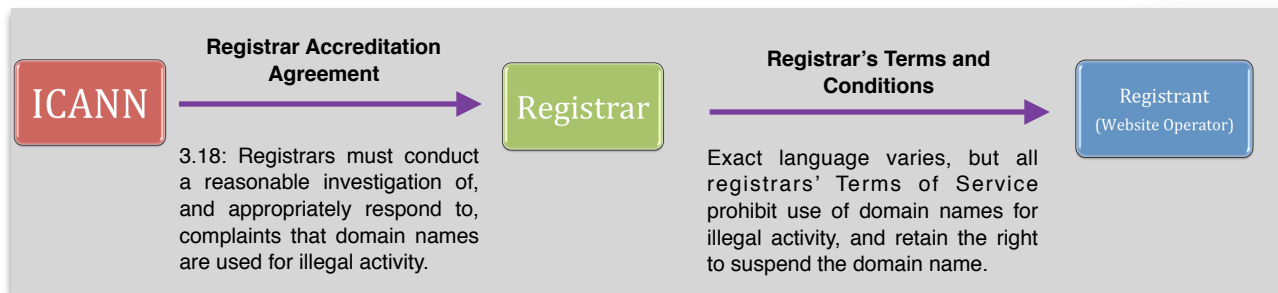 ICANN
Registrar Accreditation
Agreement
3.18: Registrars must conduct
a reasonable investigation of,
and appropriately respond to,
complaints that domain names
are used for illegal activity.
Registrar
Registrar’s Terms and
Conditions
Exact language varies, but all
registrars’ Terms of Service
prohibit use of domain names for
illegal activity, and retain the right
to suspend the domain name.
Registrant
(Website Operator)